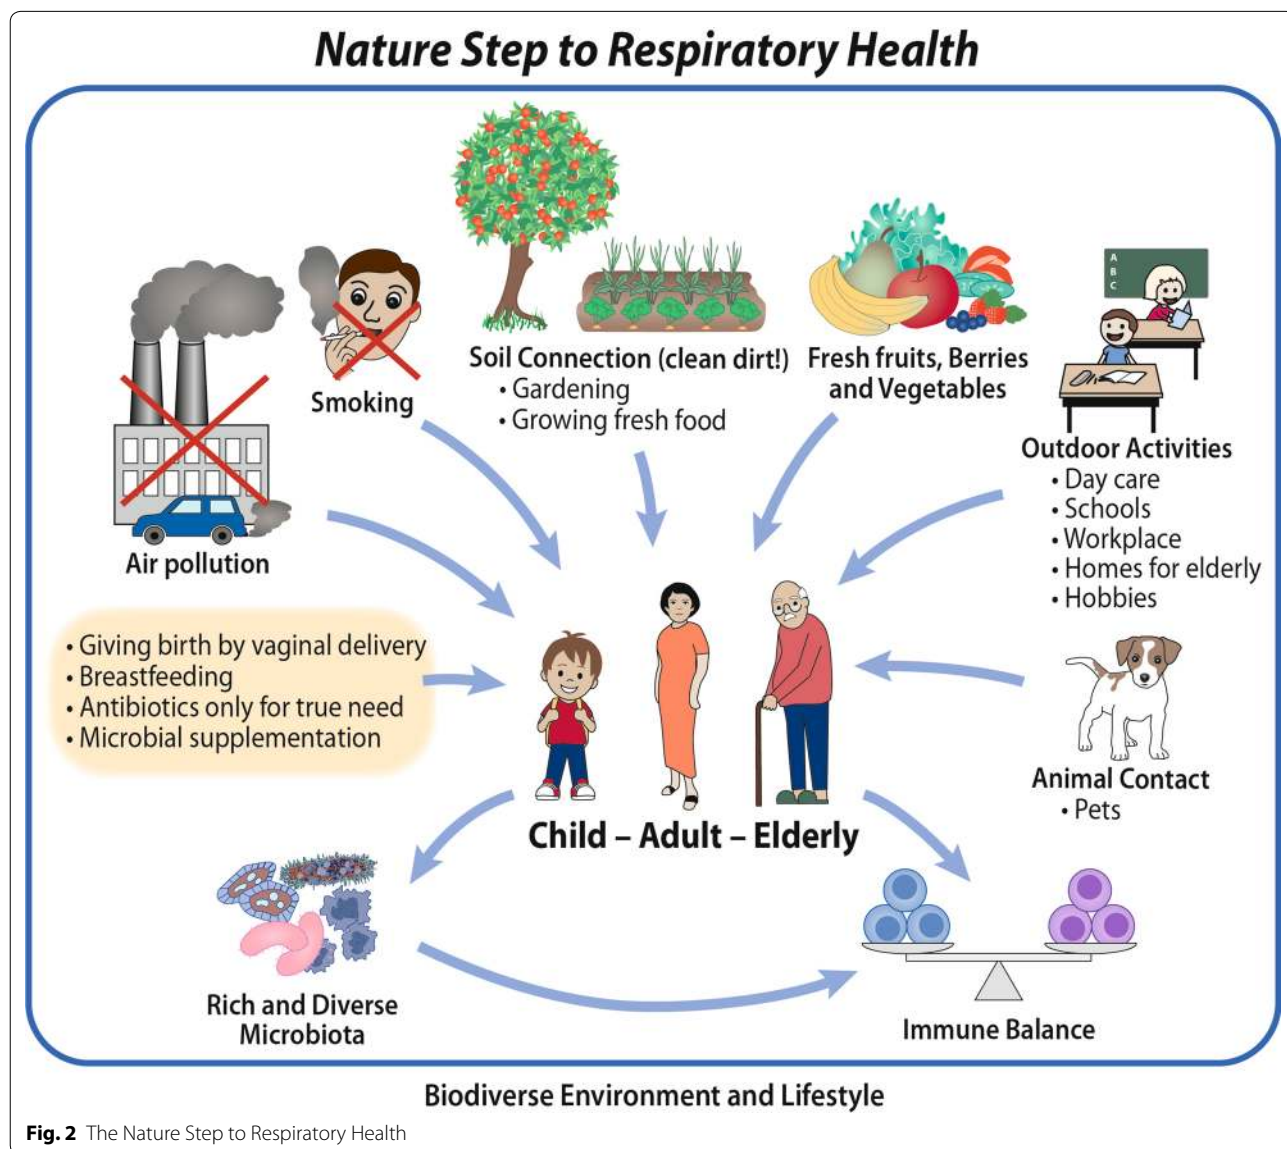 Nature Step to Respiratory Health
A
B
C
Smoking
Soil Connection (clean dirt!)
• Gardening
• Growing fresh food
Fresh fruits, Berries
and Vegetables
Outdoor Activities
• Day care
• Schools
• Workplace
• Homes for elderly
• Hobbies
Air pollution
• Giving birth by vaginal delivery
• Breastfeeding
• Antibiotics only for true need
• Microbial supplementation
Animal Contact
• Pets
Child – Adult – Elderly
Rich and Diverse
Microbiota
Immune Balance
Biodiverse Environment and Lifestyle
Fig. 2 The Nature Step to Respiratory Health